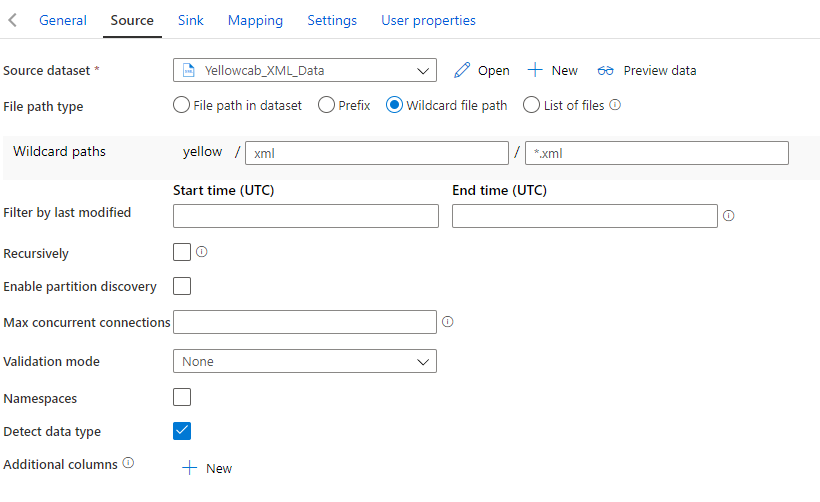 General Source Sink Mapping Settings User properties
Source dataset * Yellowcab_XML_Data Open New Preview data
File path type File path in dataset Prefix Wildcard file path List of files
Wildcard paths yellow / xml / *.xml
Start time (UTC) End time (UTC)
Filter by last modified
Recursively
Enable partition discovery
Max concurrent connections
Validation mode None
Namespaces
Detect data type
Additional columns New